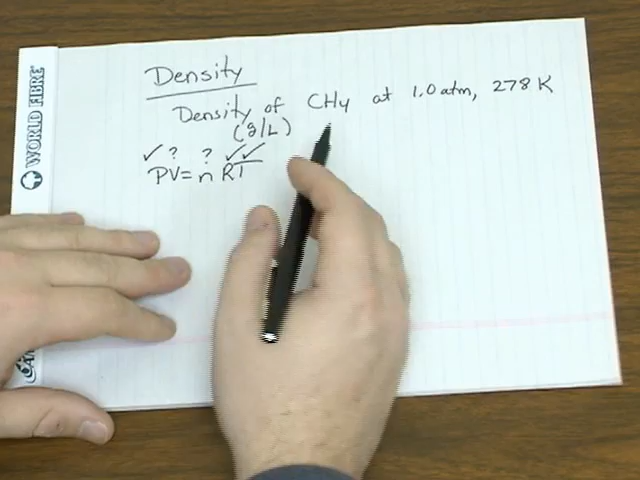 Density
Density of CH4 at 1.0 atm, 278 K
(g/L)
✓ ? ? ✓ ✓
PV = n RT
WORLD FIBRE